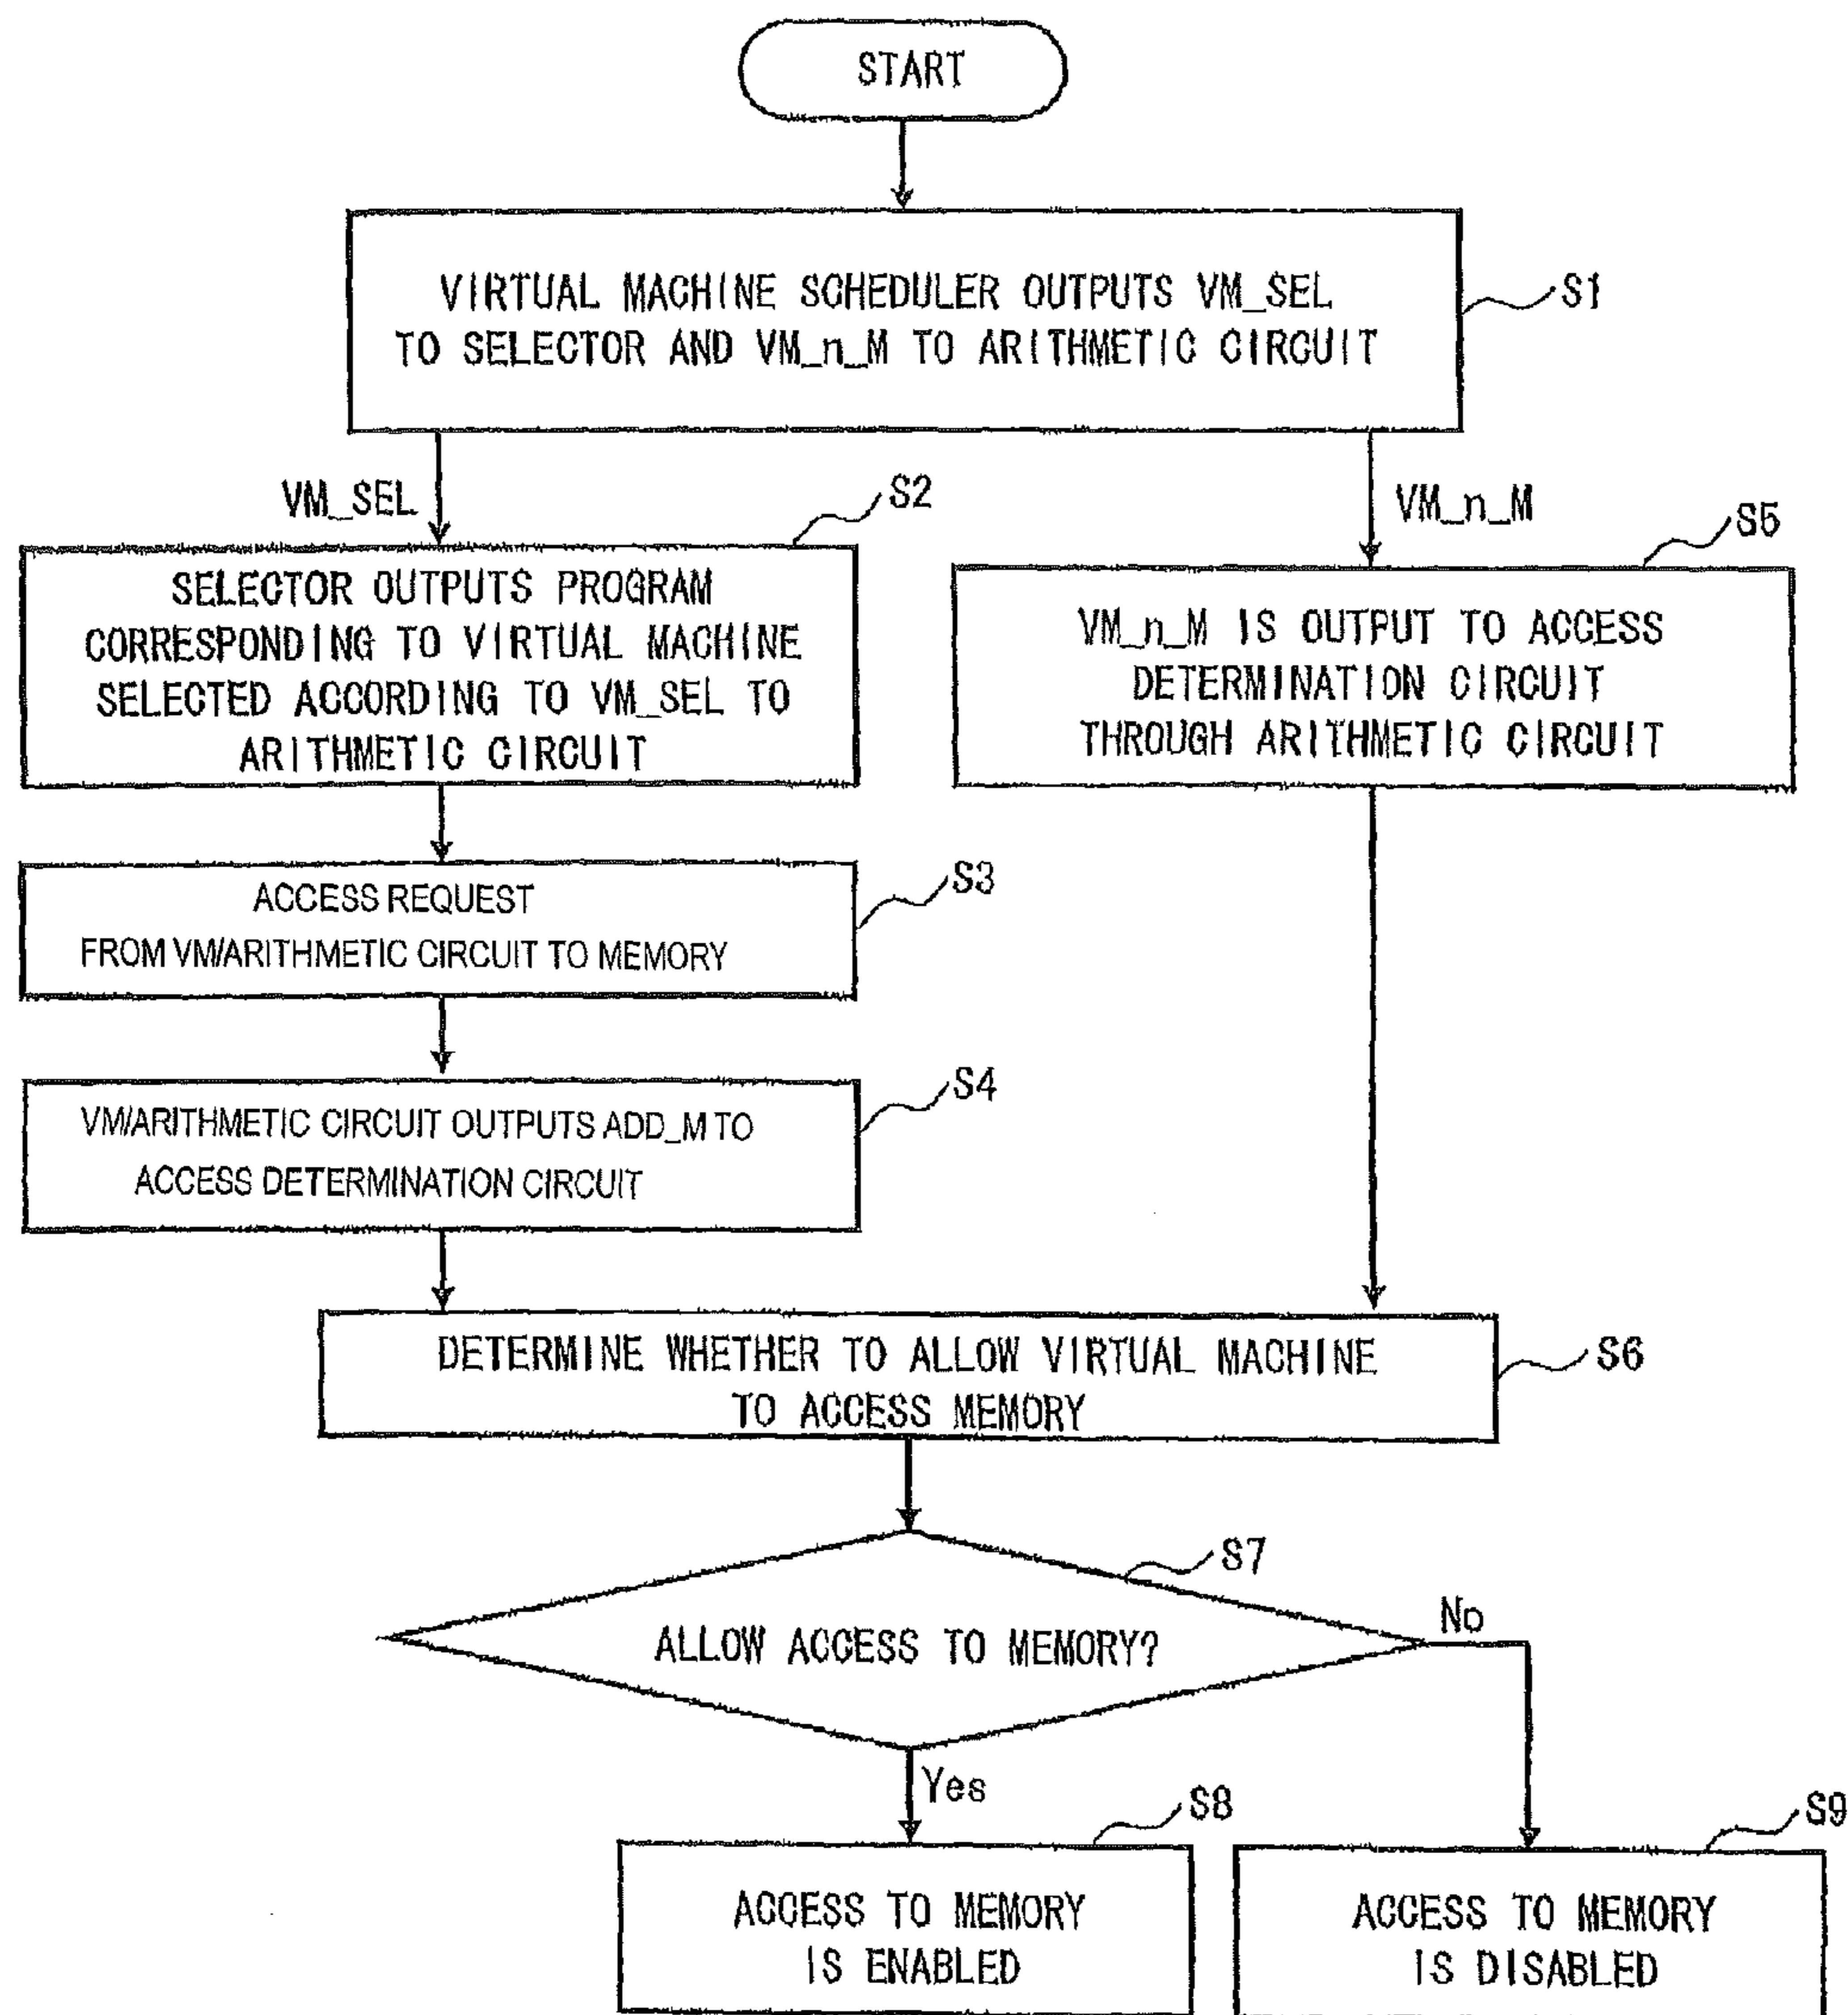 START
VIRTUAL MACHINE SCHEDULER OUTPUTS VM_SEL
TO SELECTOR AND VM_n_M TO ARITHMETIC CIRCUIT
S1
VM_SEL
S2
VM_n_M
S5
SELECTOR OUTPUTS PROGRAM
CORRESPONDING TO VIRTUAL MACHINE
SELECTED ACCORDING TO VM_SEL TO
ARITHMETIC CIRCUIT
VM_n_M IS OUTPUT TO ACCESS
DETERMINATION CIRCUIT
THROUGH ARITHMETIC CIRCUIT
S3
ACCESS REQUEST
FROM VM/ARITHMETIC CIRCUIT TO MEMORY
S4
VM/ARITHMETIC CIRCUIT OUTPUTS ADD_M TO
ACCESS DETERMINATION CIRCUIT
DETERMINE WHETHER TO ALLOW VIRTUAL MACHINE
TO ACCESS MEMORY
S6
S7
ALLOW ACCESS TO MEMORY?
No
Yes
S8
S9
ACCESS TO MEMORY
IS ENABLED
ACCESS TO MEMORY
IS DISABLED